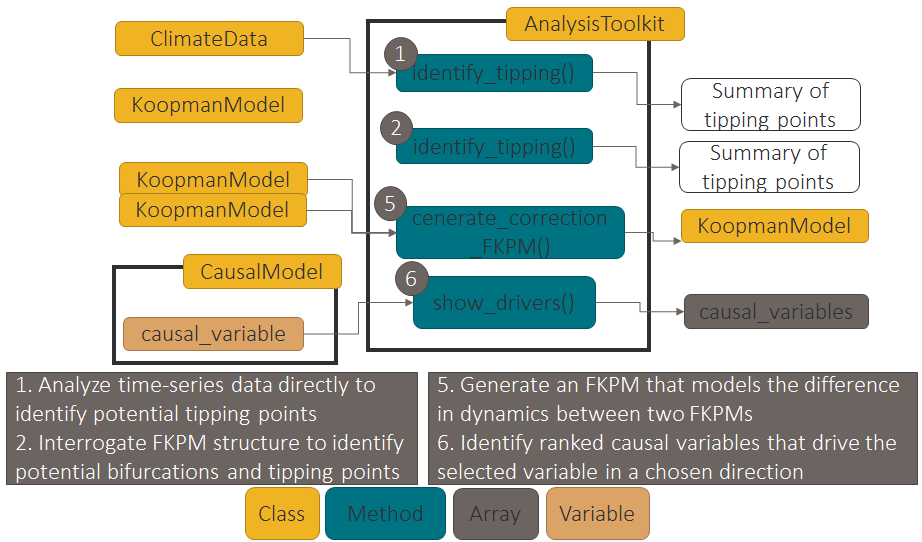 AnalysisToolkit
ClimateData
1
identify_tipping()
Summary of
tipping points
KoopmanModel
2
identify_tipping()
Summary of
tipping points
KoopmanModel
KoopmanModel
5
cenerate_correction
_FKPM()
KoopmanModel
CausalModel
6
show_drivers()
causal_variable
causal_variables
1. Analyze time-series data directly to
identify potential tipping points
2. Interrogate FKPM structure to identify
potential bifurcations and tipping points
5. Generate an FKPM that models the difference
in dynamics between two FKPMs
6. Identify ranked causal variables that drive the
selected variable in a chosen direction
Class
Method
Array
Variable